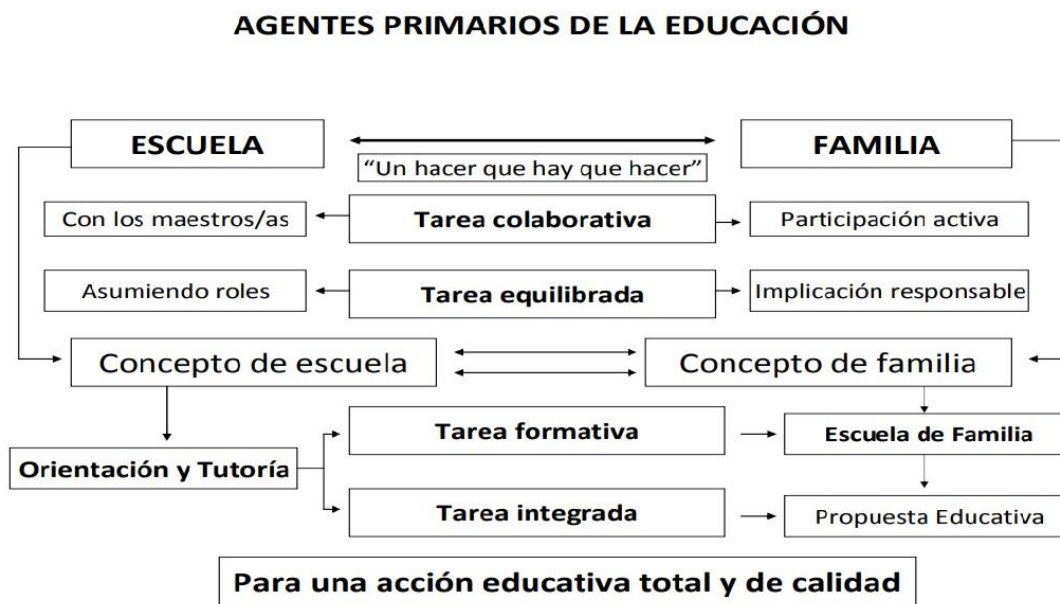 AGENTES PRIMARIOS DE LA EDUCACIÓN
ESCUELA
FAMILIA
“Un hacer que hay que hacer”
Con los maestros/as
Tarea colaborativa
Participación activa
Asumiendo roles
Tarea equilibrada
Implicación responsable
Concepto de escuela
Concepto de familia
Tarea formativa
Escuela de Familia
Orientación y Tutoría
Tarea integrada
Propuesta Educativa
Para una acción educativa total y de calidad